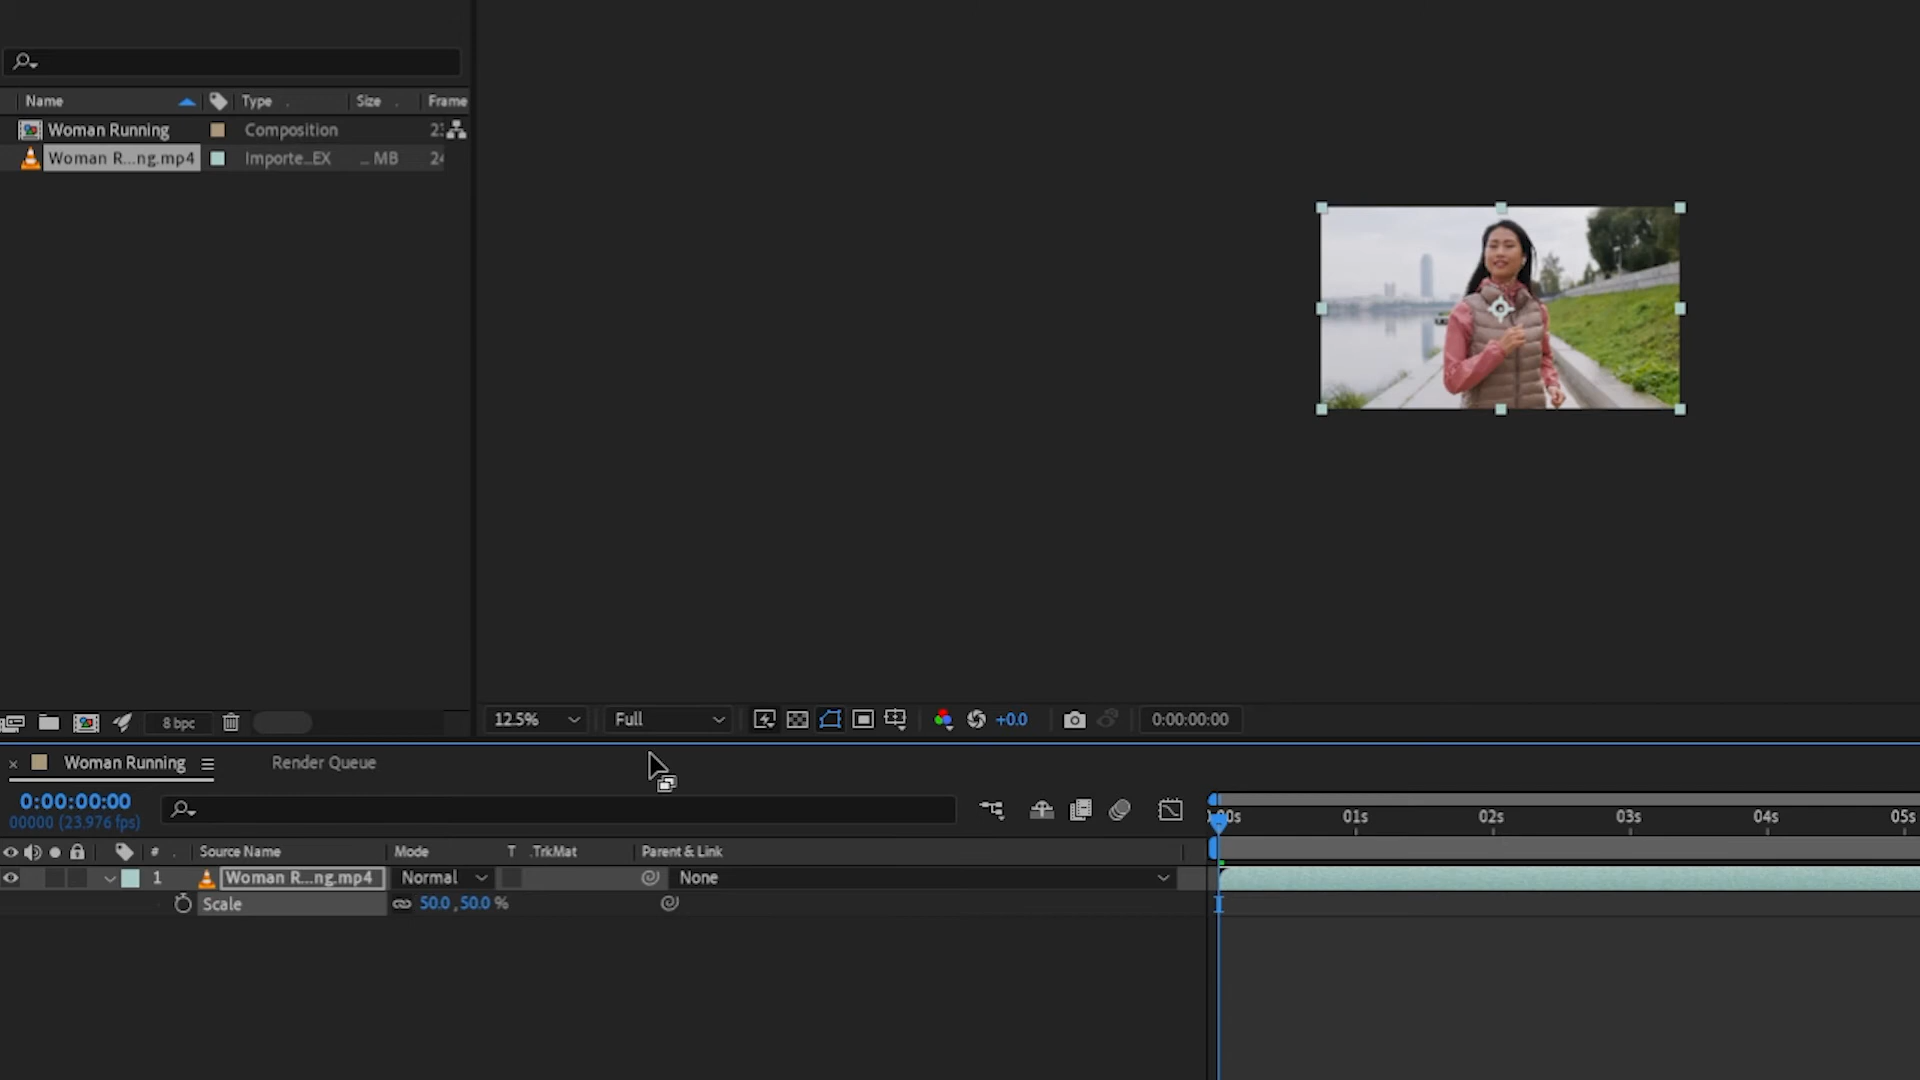 Name Type Size Frame
Woman Running Composition
Woman R...ng.mp4 Importe...EX ... MB 24
8 bpc
12.5% Full +0.0 0:00:00:00
Woman Running Render Queue
0:00:00:00
00000 (23.976 fps)
:00s 01s 02s 03s 04s 05s
# Source Name Mode T .TrkMat Parent & Link
1 Woman R...ng.mp4 Normal None
Scale 50.0, 50.0 %